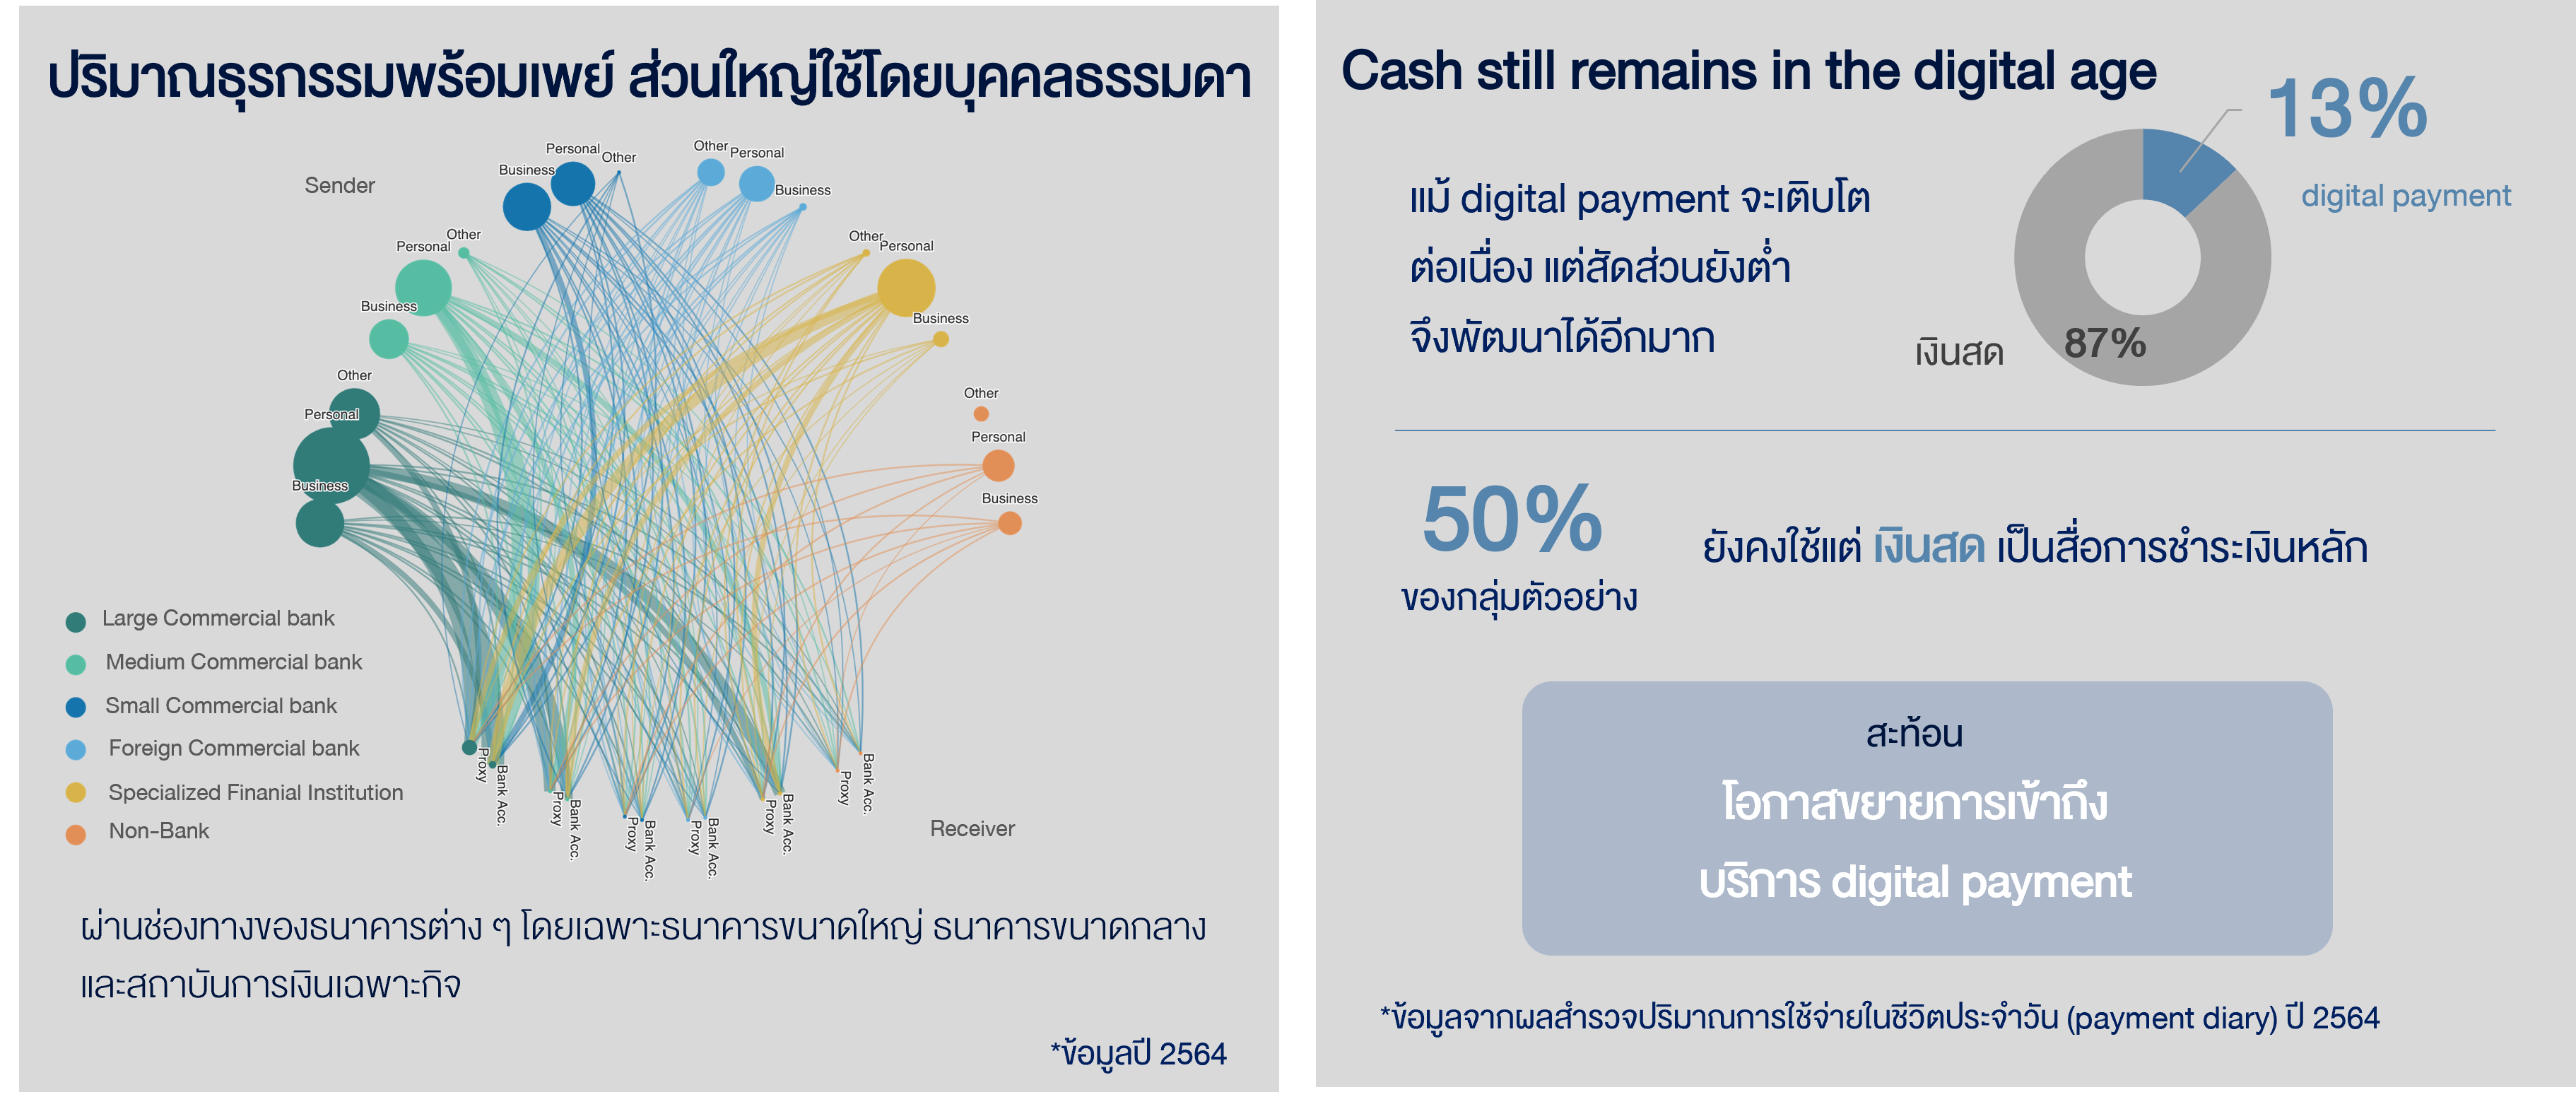 ปริมาณธุรกรรมพร้อมเพย์ ส่วนใหญ่ใช้โดยบุคคลธรรมดา
Sender
Business
Personal
Other
Other
Personal
Business
Personal
Other
Business
Other
Personal
Business
Other
Personal
Business
Other
Personal
Business
Large Commercial bank
Medium Commercial bank
Small Commercial bank
Foreign Commercial bank
Specialized Finanial Institution
Non-Bank
Proxy
Bank Acc.
Proxy
Bank Acc.
Proxy
Bank Acc.
Proxy
Bank Acc.
Proxy
Bank Acc.
Proxy
Bank Acc.
Receiver
ผ่านช่องทางของธนาคารต่าง ๆ โดยเฉพาะธนาคารขนาดใหญ่ ธนาคารขนาดกลาง
และสถาบันการเงินเฉพาะกิจ
*ข้อมูลปี 2564
Cash still remains in the digital age
13%
digital payment
แม้ digital payment จะเติบโต
ต่อเนื่อง แต่สัดส่วนยังต่ำ
จึงพัฒนาได้อีกมาก
เงินสด
87%
50%
ของกลุ่มตัวอย่าง
ยังคงใช้แต่ เงินสด เป็นสื่อการชำระเงินหลัก
สะท้อน
โอกาสขยายการเข้าถึง
บริการ digital payment
*ข้อมูลจากผลสำรวจปริมาณการใช้จ่ายในชีวิตประจำวัน (payment diary) ปี 2564